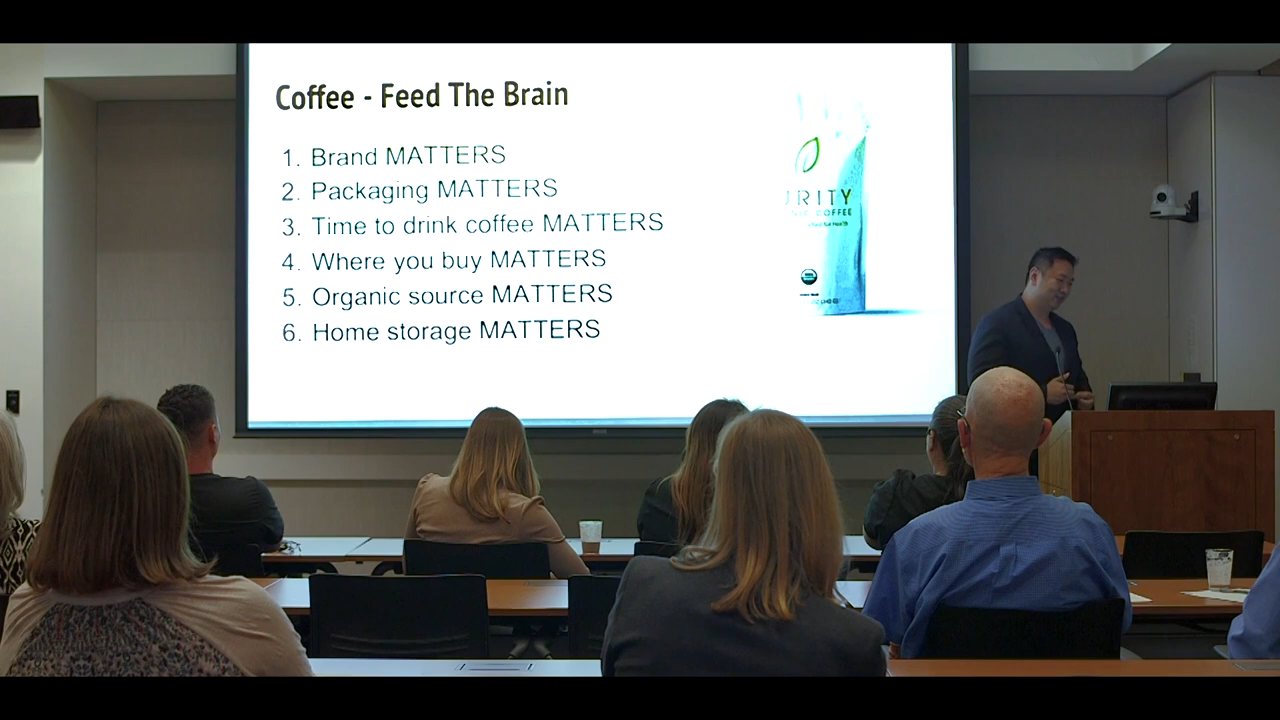 Coffee - Feed The Brain
1. Brand MATTERS
2. Packaging MATTERS
3. Time to drink coffee MATTERS
4. Where you buy MATTERS
5. Organic source MATTERS
6. Home storage MATTERS
URITY
COFFEE